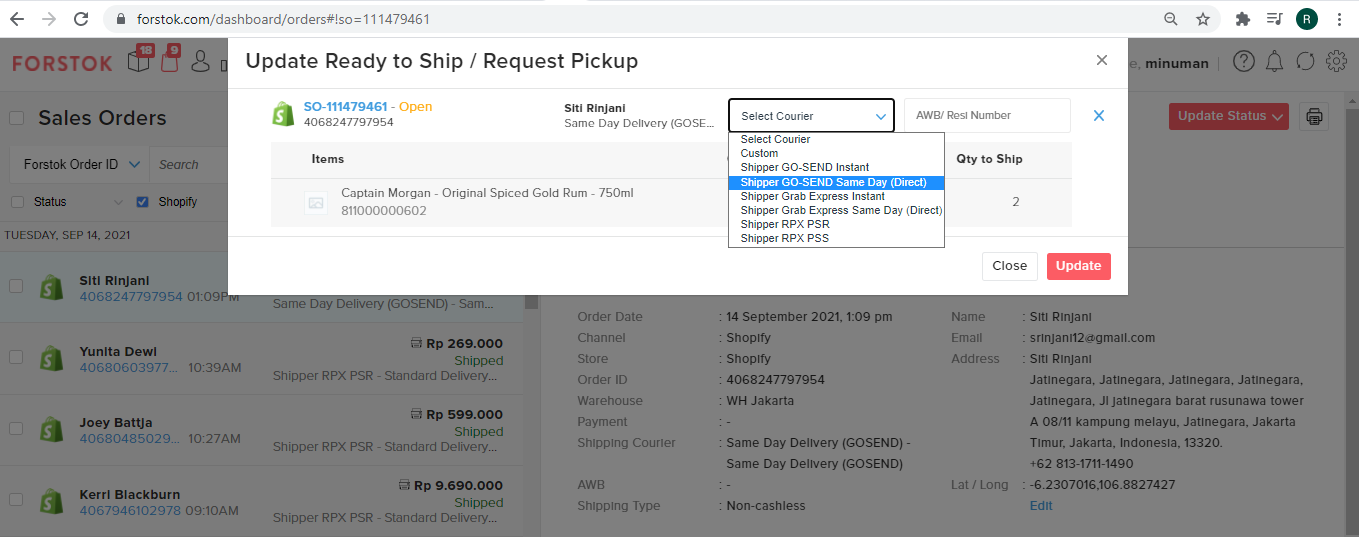 forstok.com/dashboard/orders#!so=111479461
R
FORSTOK
18
9
minuman
Update Ready to Ship / Request Pickup
SO-111479461 - Open
4068247797954
Siti Rinjani
Same Day Delivery (GOSE...
Select Courier
AWB/ Resi Number
Select Courier
Custom
Shipper GO-SEND Instant
Shipper GO-SEND Same Day (Direct)
Shipper Grab Express Instant
Shipper Grab Express Same Day (Direct)
Shipper RPX PSR
Shipper RPX PSS
Items
Qty to Ship
Captain Morgan - Original Spiced Gold Rum - 750ml
811000000602
2
Close
Update
Sales Orders
Update Status
Forstok Order ID
Search
Status
Shopify
TUESDAY, SEP 14, 2021
Siti Rinjani
4068247797954 01:09PM
Same Day Delivery (GOSEND) - Sam...
Yunita Dewi
Rp 269.000
40680603977... 10:39AM
Shipped
Shipper RPX PSR - Standard Delivery...
Joey Battja
Rp 599.000
40680485029... 10:27AM
Shipped
Shipper RPX PSR - Standard Delivery...
Kerri Blackburn
Rp 9.690.000
4067946102978 09:10AM
Shipped
Shipper RPX PSR - Standard Delivery...
Order Date : 14 September 2021, 1:09 pm
Channel : Shopify
Store : Shopify
Order ID : 4068247797954
Warehouse : WH Jakarta
Payment : -
Shipping Courier : Same Day Delivery (GOSEND) -
Same Day Delivery (GOSEND)
AWB : -
Shipping Type : Non-cashless
Name : Siti Rinjani
Email : srinjani12@gmail.com
Address : Siti Rinjani
Jatinegara, Jatinegara, Jatinegara, Jatinegara,
Jatinegara, Jl jatinegara barat rusunawa tower
A 08/11 kampung melayu, Jatinegara, Jakarta
Timur, Jakarta, Indonesia, 13320.
+62 813-1711-1490
Lat / Long : -6.2307016,106.8827427
Edit